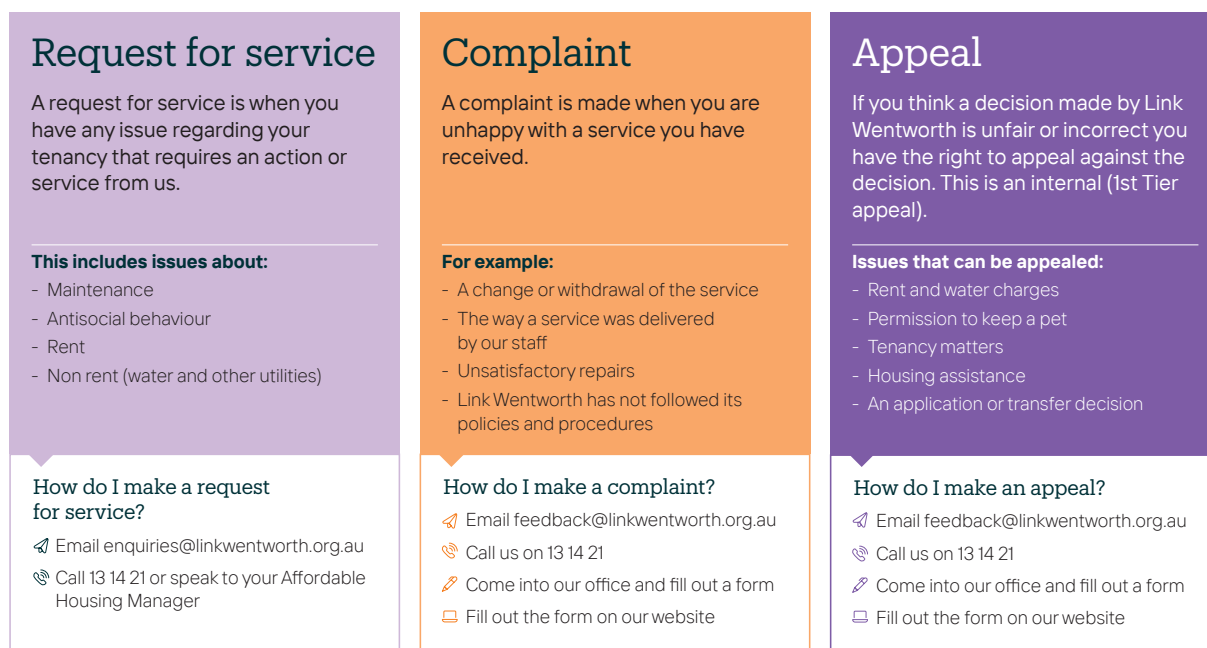 Request for service
A request for service is when you
have any issue regarding your
tenancy that requires an action or
service from us.
This includes issues about:
- Maintenance
- Antisocial behaviour
- Rent
- Non rent (water and other utilities)
How do I make a request
for service?
Email enquiries@linkwentworth.org.au
Call 13 14 21 or speak to your Affordable
Housing Manager
Complaint
A complaint is made when you are
unhappy with a service you have
received.
For example:
- A change or withdrawal of the service
- The way a service was delivered
by our staff
- Unsatisfactory repairs
- Link Wentworth has not followed its
policies and procedures
How do I make a complaint?
Email feedback@linkwentworth.org.au
Call us on 13 14 21
Come into our office and fill out a form
Fill out the form on our website
Appeal
If you think a decision made by Link
Wentworth is unfair or incorrect you
have the right to appeal against the
decision. This is an internal (1st Tier
appeal).
Issues that can be appealed:
- Rent and water charges
- Permission to keep a pet
- Tenancy matters
- Housing assistance
- An application or transfer decision
How do I make an appeal?
Email feedback@linkwentworth.org.au
Call us on 13 14 21
Come into our office and fill out a form
Fill out the form on our website